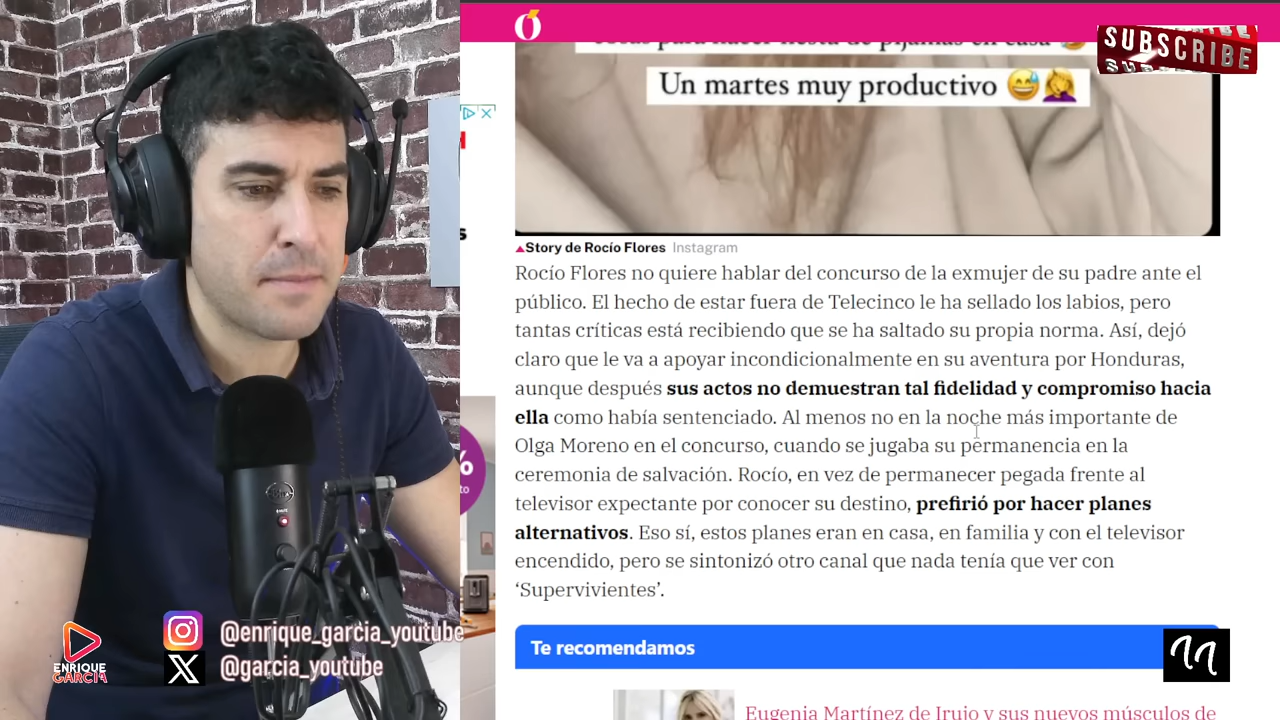 SUBSCRIBE
Un martes muy productivo 😅🤦‍♀️
▲Story de Rocío Flores Instagram
Rocío Flores no quiere hablar del concurso de la exmujer de su padre ante el
público. El hecho de estar fuera de Telecinco le ha sellado los labios, pero
tantas críticas está recibiendo que se ha saltado su propia norma. Así, dejó
claro que le va a apoyar incondicionalmente en su aventura por Honduras,
aunque después sus actos no demuestran tal fidelidad y compromiso hacia
ella como había sentenciado. Al menos no en la noche más importante de
Olga Moreno en el concurso, cuando se jugaba su permanencia en la
ceremonia de salvación. Rocío, en vez de permanecer pegada frente al
televisor expectante por conocer su destino, prefirió por hacer planes
alternativos. Eso sí, estos planes eran en casa, en familia y con el televisor
encendido, pero se sintonizó otro canal que nada tenía que ver con
‘Supervivientes’.
Te recomendamos
Eugenia Martínez de Irujo y sus nuevos músculos de
@enrique_garcia_youtube
@garcia_youtube
ENRIQUE
GARCIA